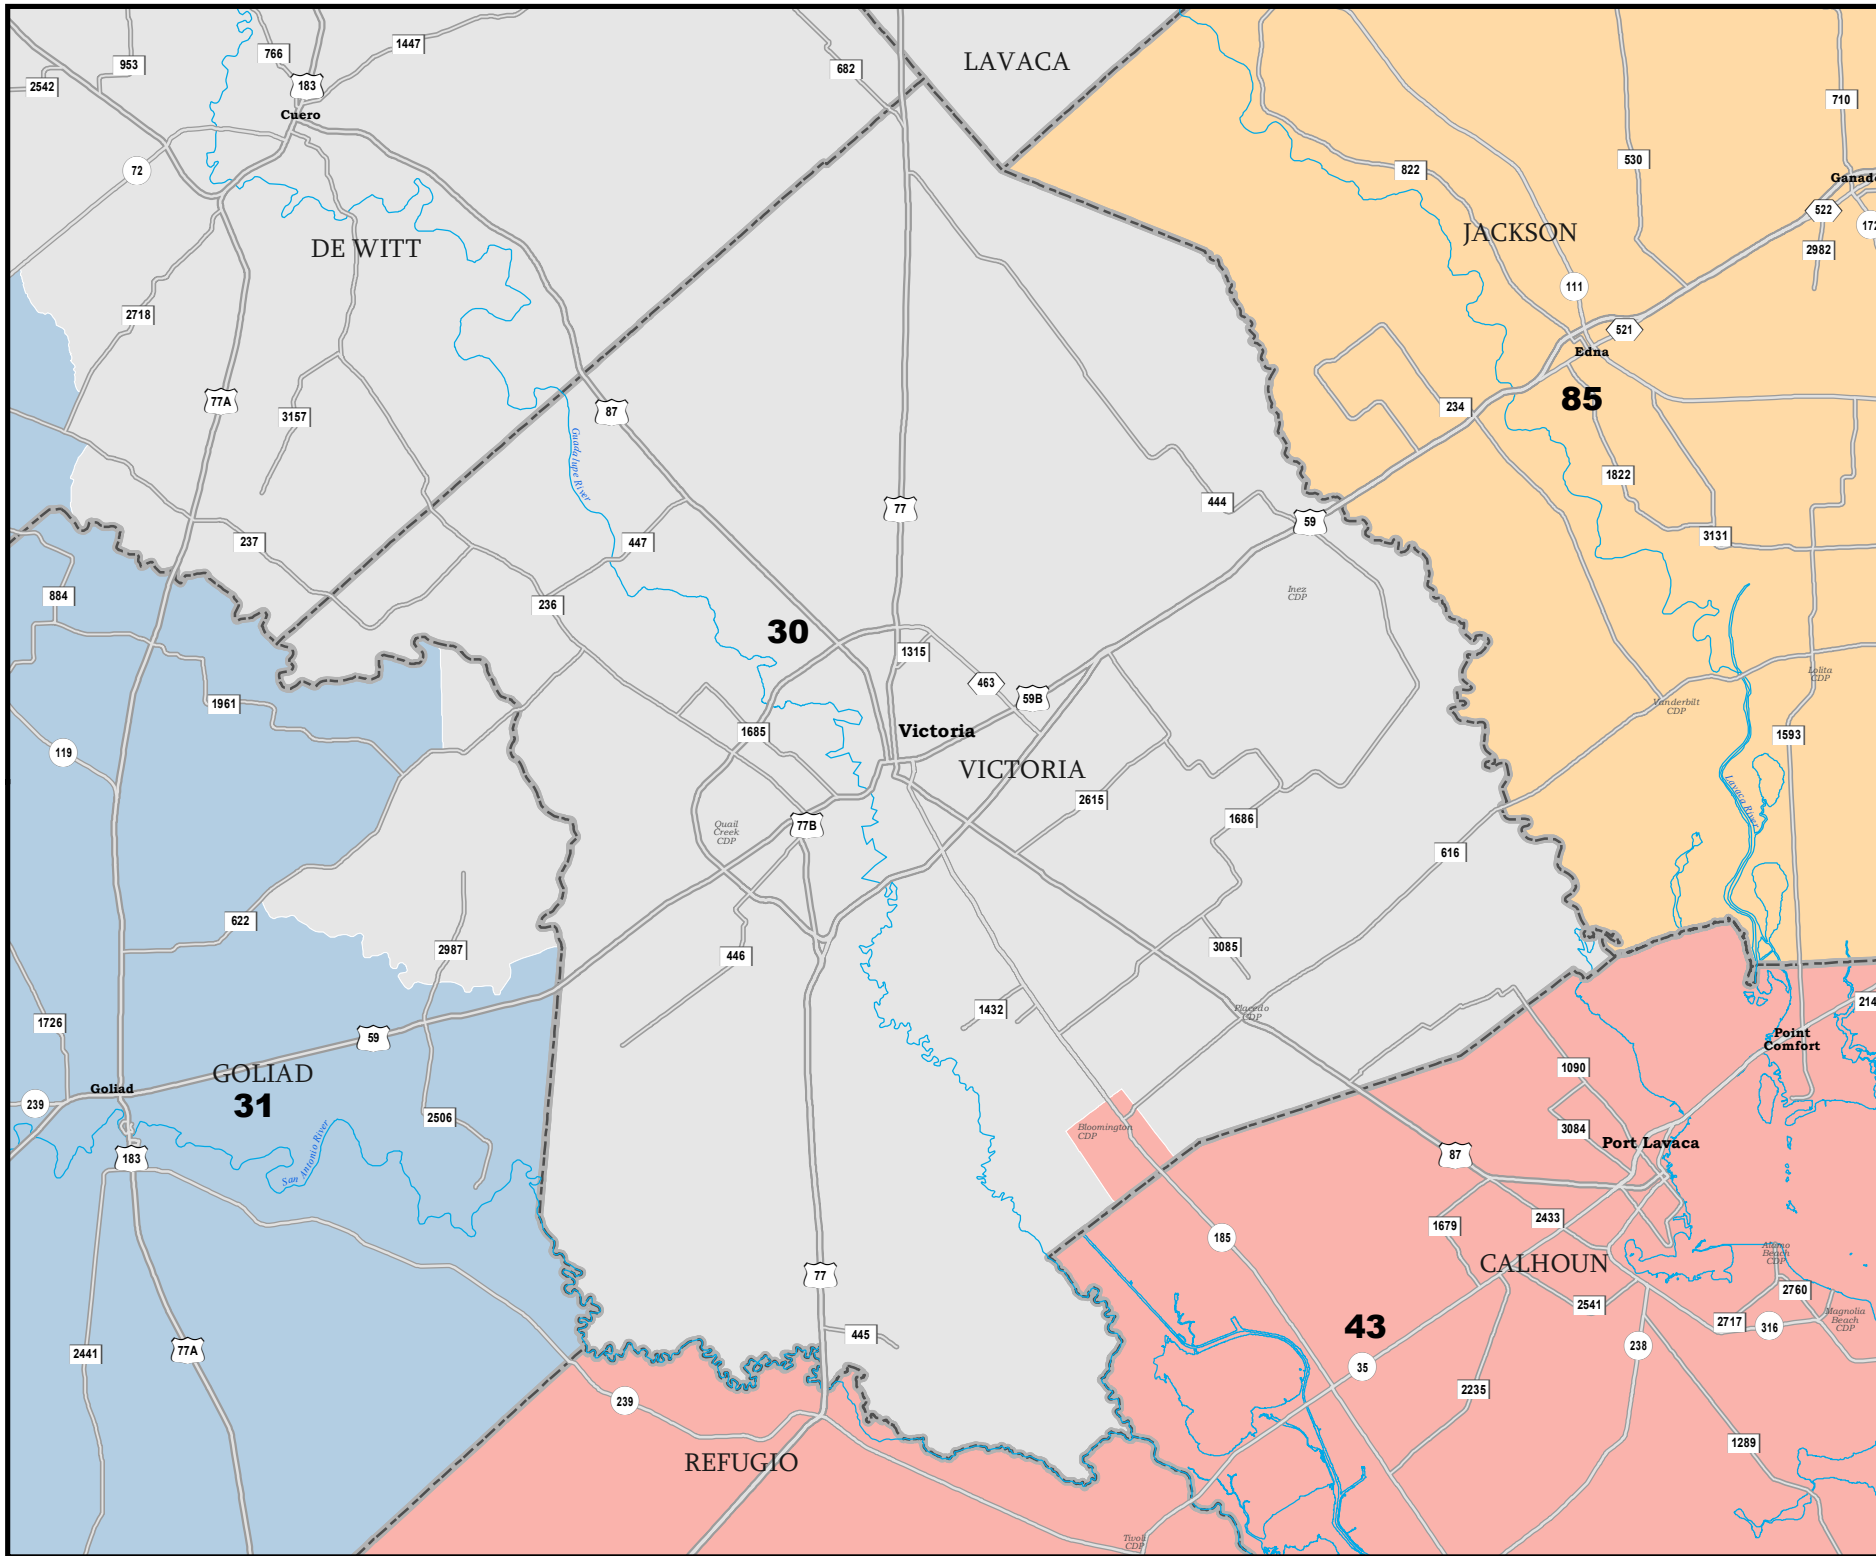 LAVACA
953
766
1447
682
2542
183
Cuero
710
72
822
530
Ganad
522
172
JACKSON
DE WITT
2982
111
2718
521
Edna
77A
85
87
234
3157
Guadalupe River
1822
444
77
59
3131
237
447
884
Inez
CDP
236
30
1315
463
Lolita
CDP
59B
1961
Vanderbilt
CDP
Victoria
1685
119
1593
VICTORIA
Lavaca River
2615
1686
77B
Quail
Creek
CDP
616
622
2987
446
3085
214
1432
Placedo
CDP
1726
59
Point
Comfort
1090
GOLIAD
Goliad
31
239
2506
Bloomington
CDP
3084
Port Lavaca
San Antonio River
183
87
1679
2433
185
Alamo
Beach
CDP
CALHOUN
77
2760
2541
Magnolia
Beach
CDP
2717
316
43
445
238
77A
2441
35
2235
239
1289
REFUGIO
Tivoli
CDP